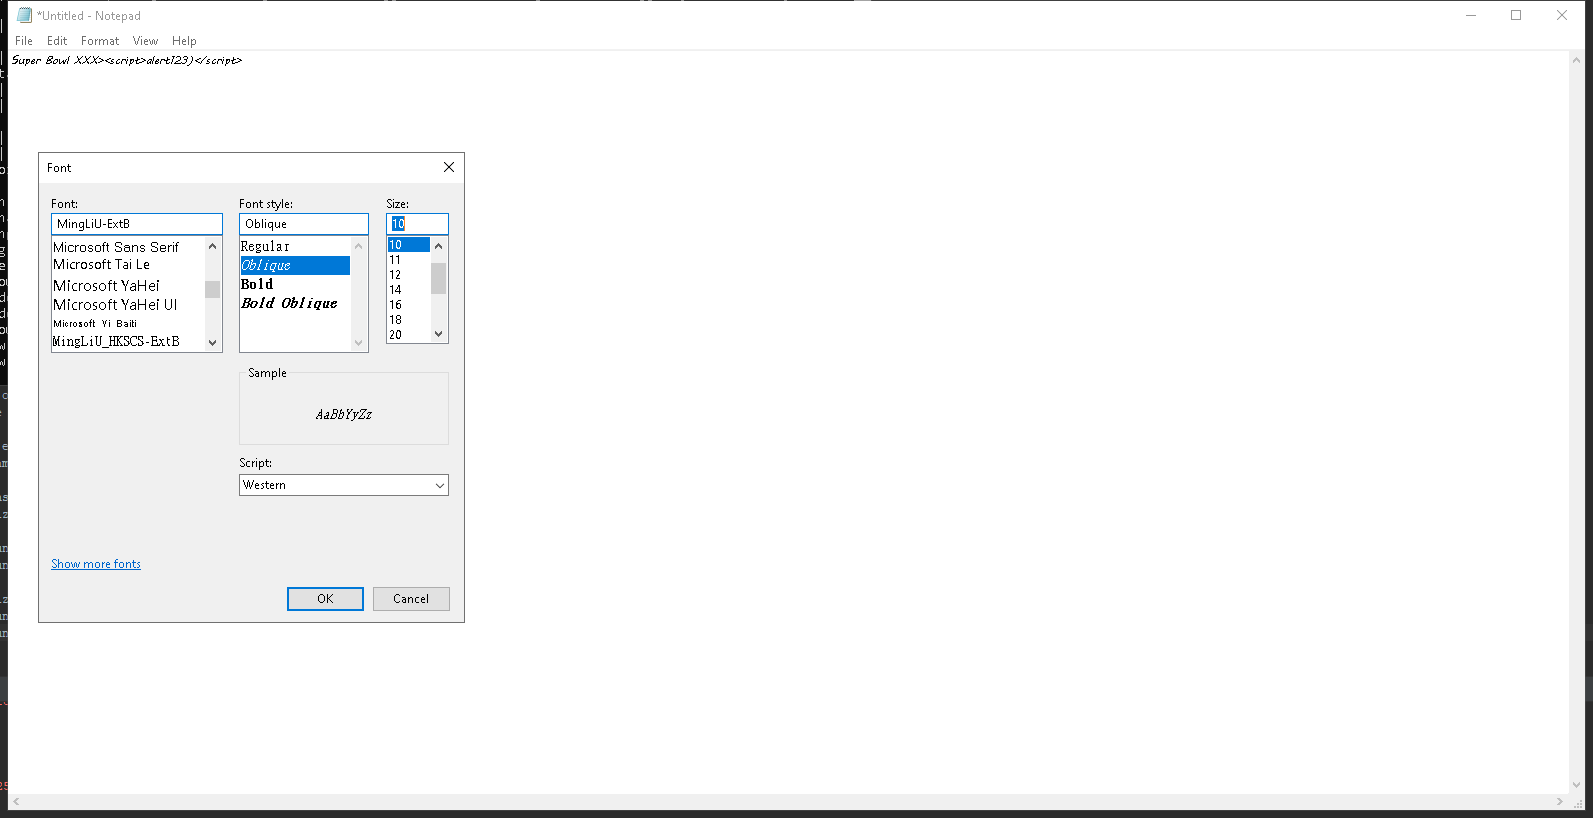 *Untitled - Notepad
File Edit Format View Help
Super Bowl XXX><script>alert123)</script>
Font
Font: Font style: Size:
MingLiU-ExtB Oblique 10
Microsoft Sans Serif
Microsoft Tai Le
Microsoft YaHei
Microsoft YaHei UI
Microsoft Yi Baiti
MingLiU_HKSCS-ExtB
Regular
Oblique
Bold
Bold Oblique
10
11
12
14
16
18
20
Sample
AaBbYyZz
Script:
Western
Show more fonts
OK Cancel